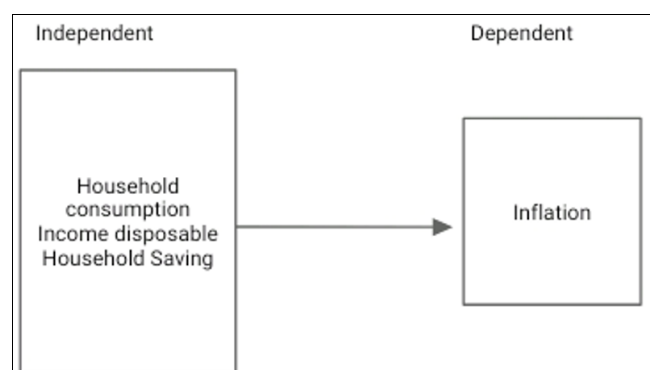 Independent
Dependent
Household
consumption
Income disposable
Household Saving
Inflation